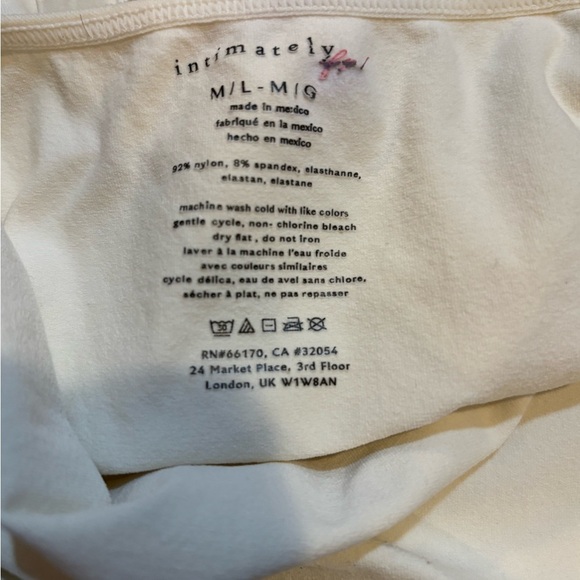 intimately
M/L - M/G
made in mexico
fabriqué en la mexico
hecho en mexico
92% nylon, 8% spandex, elasthanne,
elastan, elastane
machine wash cold with like colors
gentle cycle, non- chlorine bleach
dry flat , do not iron
laver à la machine l'eau froide
avec couleurs similaires
cycle délica, eau de avel sans chlore,
sécher à plat, ne pas repasser
30
RN#66170, CA #32054
24 Market Place, 3rd Floor
London, UK W1W8AN